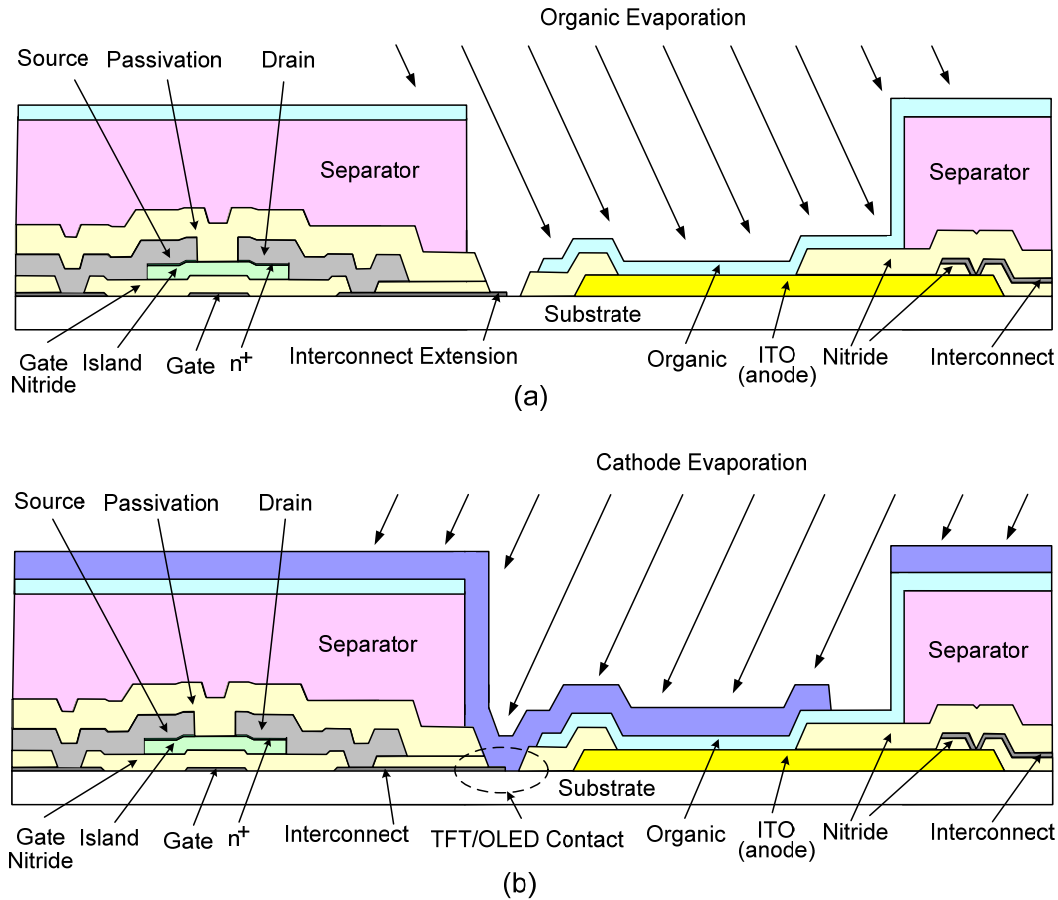 Organic Evaporation
Source Passivation Drain
Separator
Separator
Substrate
Gate
Nitride
Island
Gate
n+
Interconnect Extension
Organic
ITO
(anode)
Nitride
Interconnect
(a)
Cathode Evaporation
Source Passivation Drain
Separator
Separator
Substrate
Gate
Nitride
Island
Gate
n+
Interconnect
TFT/OLED Contact
Organic
ITO
(anode)
Nitride
Interconnect
(b)